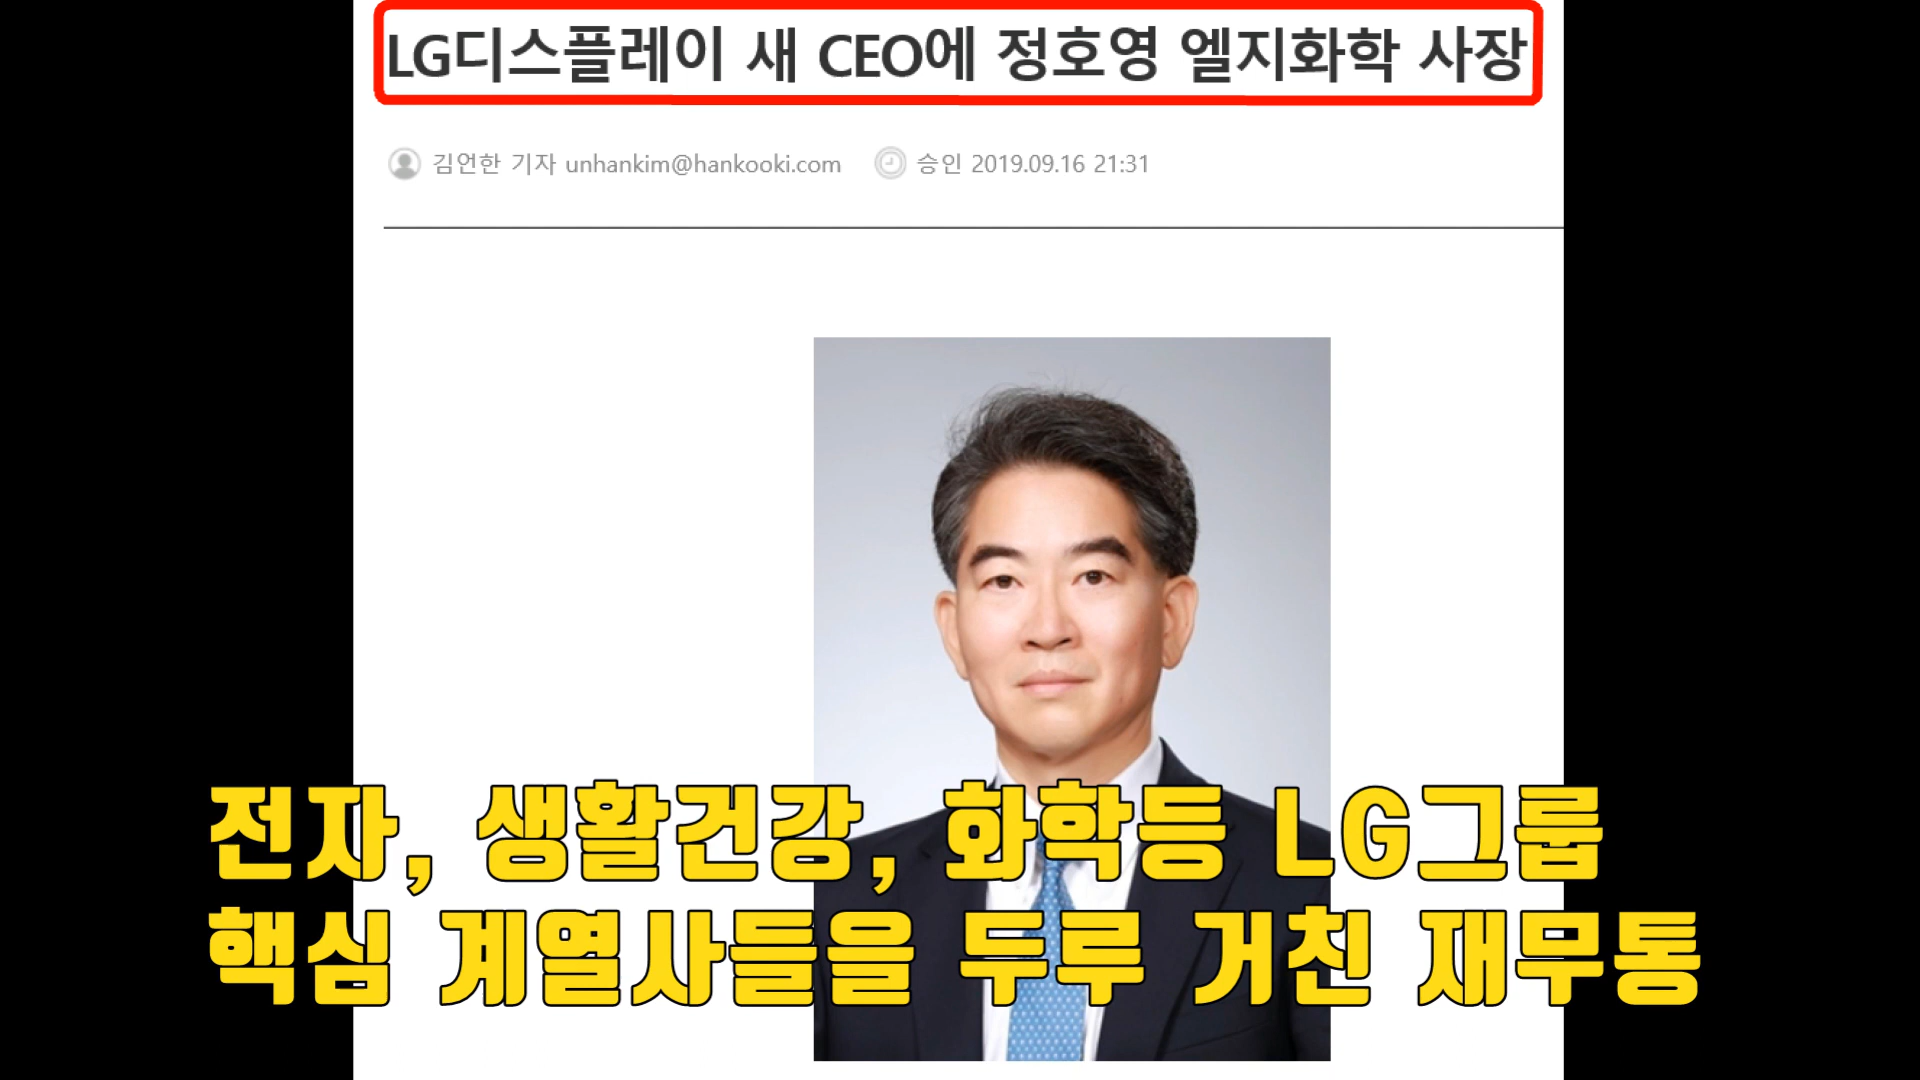 LG디스플레이 새 CEO에 정호영 엘지화학 사장
김언한 기자 unhankim@hankooki.com 승인 2019.09.16 21:31
전자, 생활건강, 화학등 LG그룹
핵심 계열사들을 두루 거친 재무통